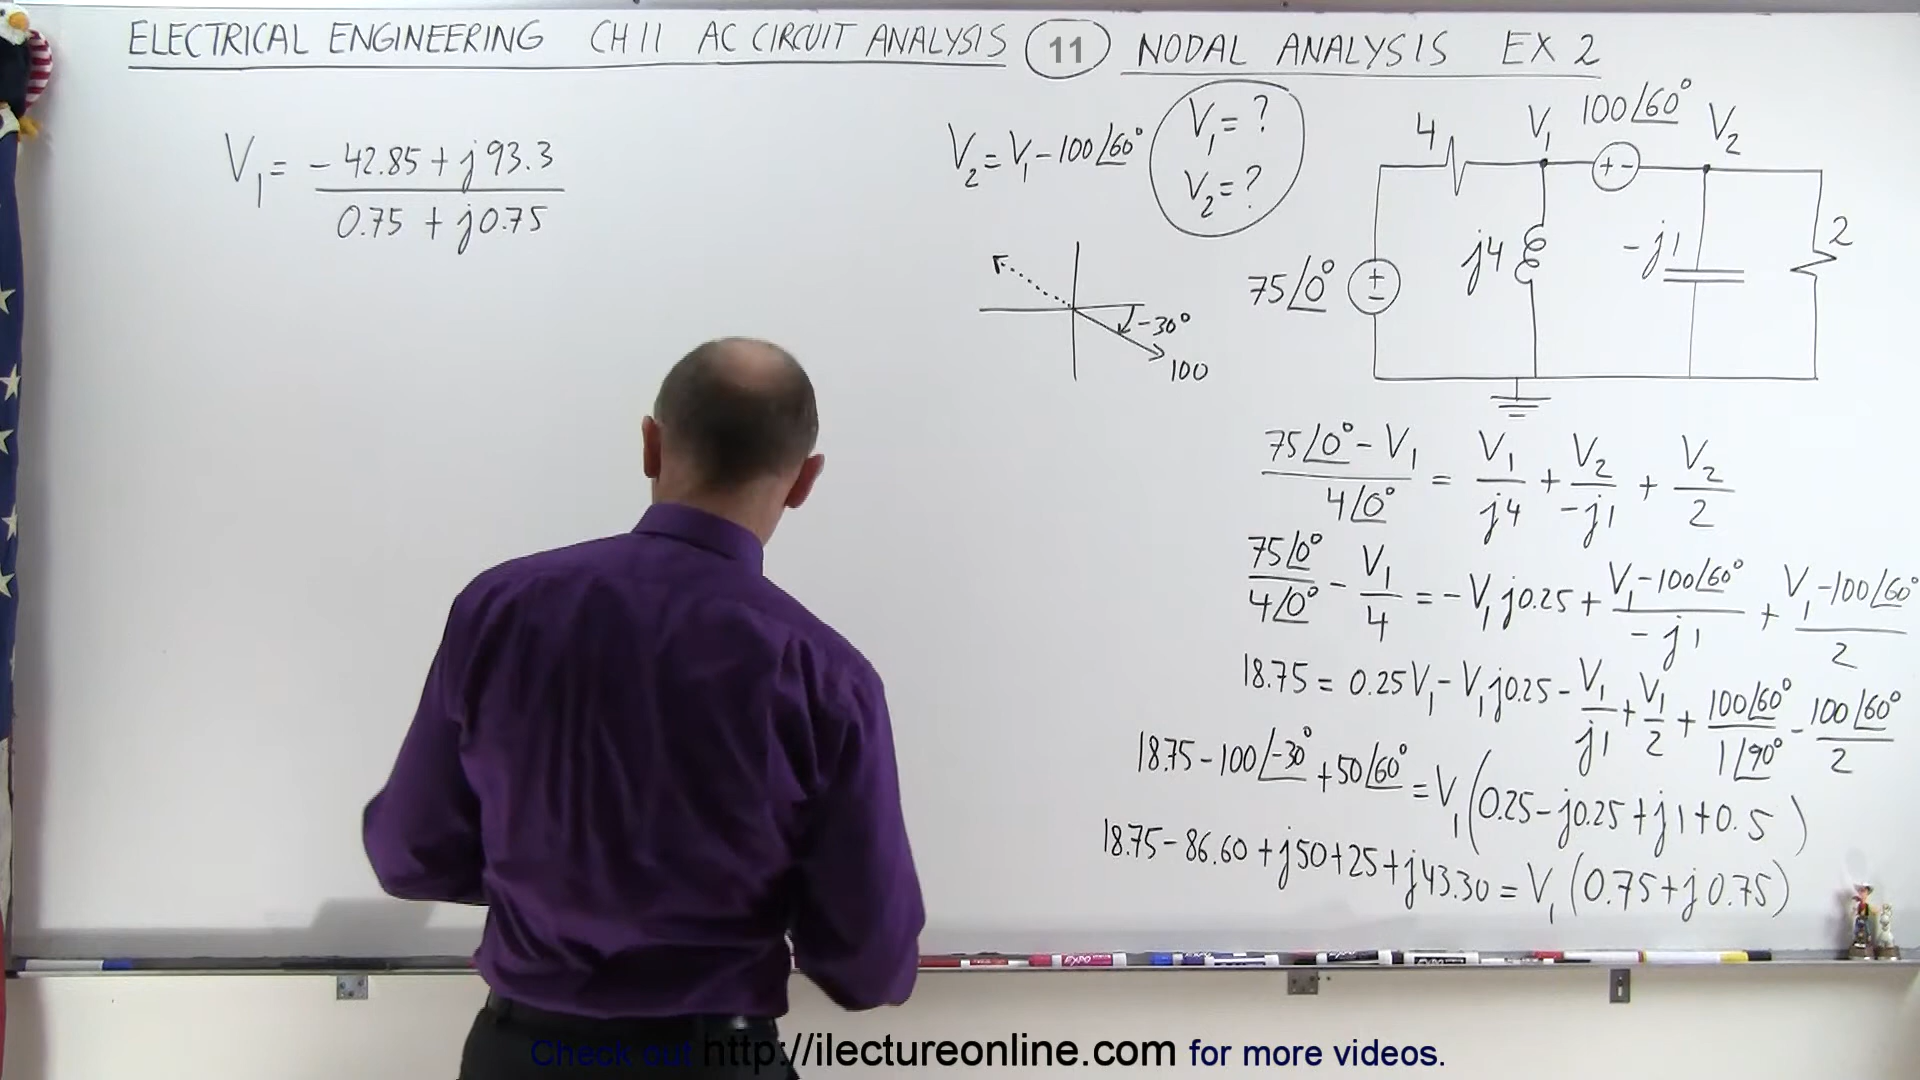 ELECTRICAL ENGINEERING CH 11 AC CIRCUIT ANALYSIS 11 NODAL ANALYSIS EX 2
V₁ = (-42.85 + j93.3) / (0.75 + j0.75)
V₂ = V₁ - 100∠60°
V₁ = ?
V₂ = ?
4
V₁
100∠60°
V₂
+ -
j4
-j1
2
75∠0°
+
-
-30°
100
(75∠0° - V₁) / 4∠0° = V₁/j4 + V₂/-j1 + V₂/2
75∠0°/4∠0° - V₁/4 = -V₁ j0.25 + (V₁ - 100∠60°)/-j1 + (V₁ - 100∠60°)/2
18.75 = 0.25V₁ - V₁j0.25 - V₁/j1 + V₁/2 + 100∠60°/1∠90° - 100∠60°/2
18.75 - 100∠-30° + 50∠60° = V₁(0.25 - j0.25 + j1 + 0.5)
18.75 - 86.60 + j50 + 25 + j43.30 = V₁(0.75 + j0.75)
EXPO
Check out http://ilectureonline.com for more videos.